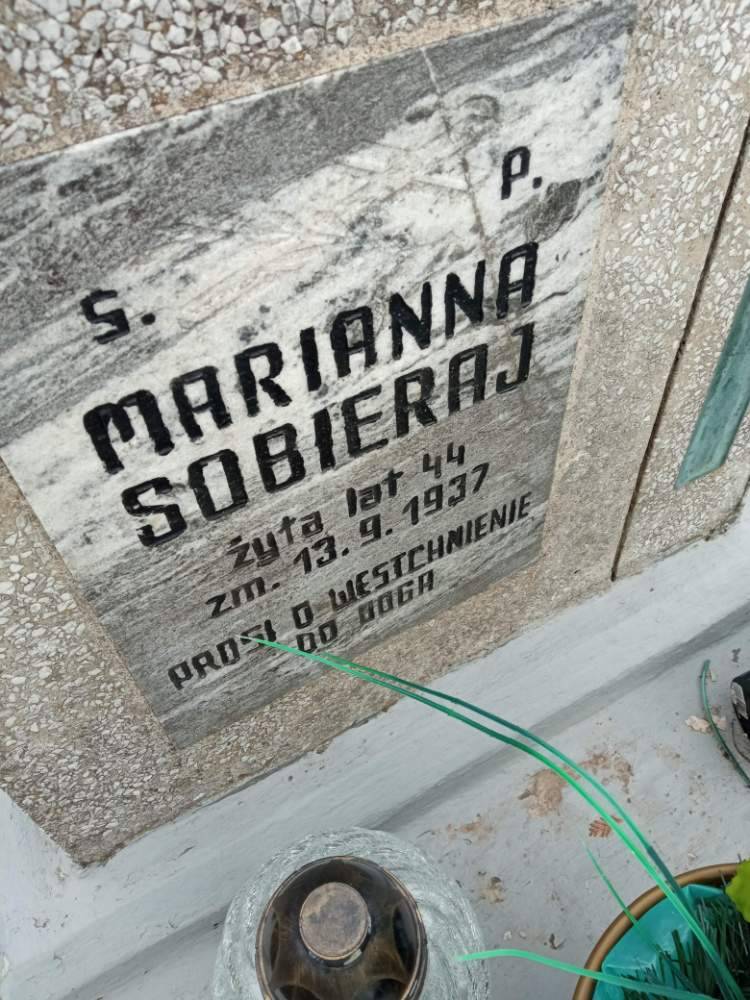 S. P.
MARIANNA
SOBIERAJ
żyła lat 44
zm. 13.9.1937
PROSI O WESTCHNIENIE
DO BOGA